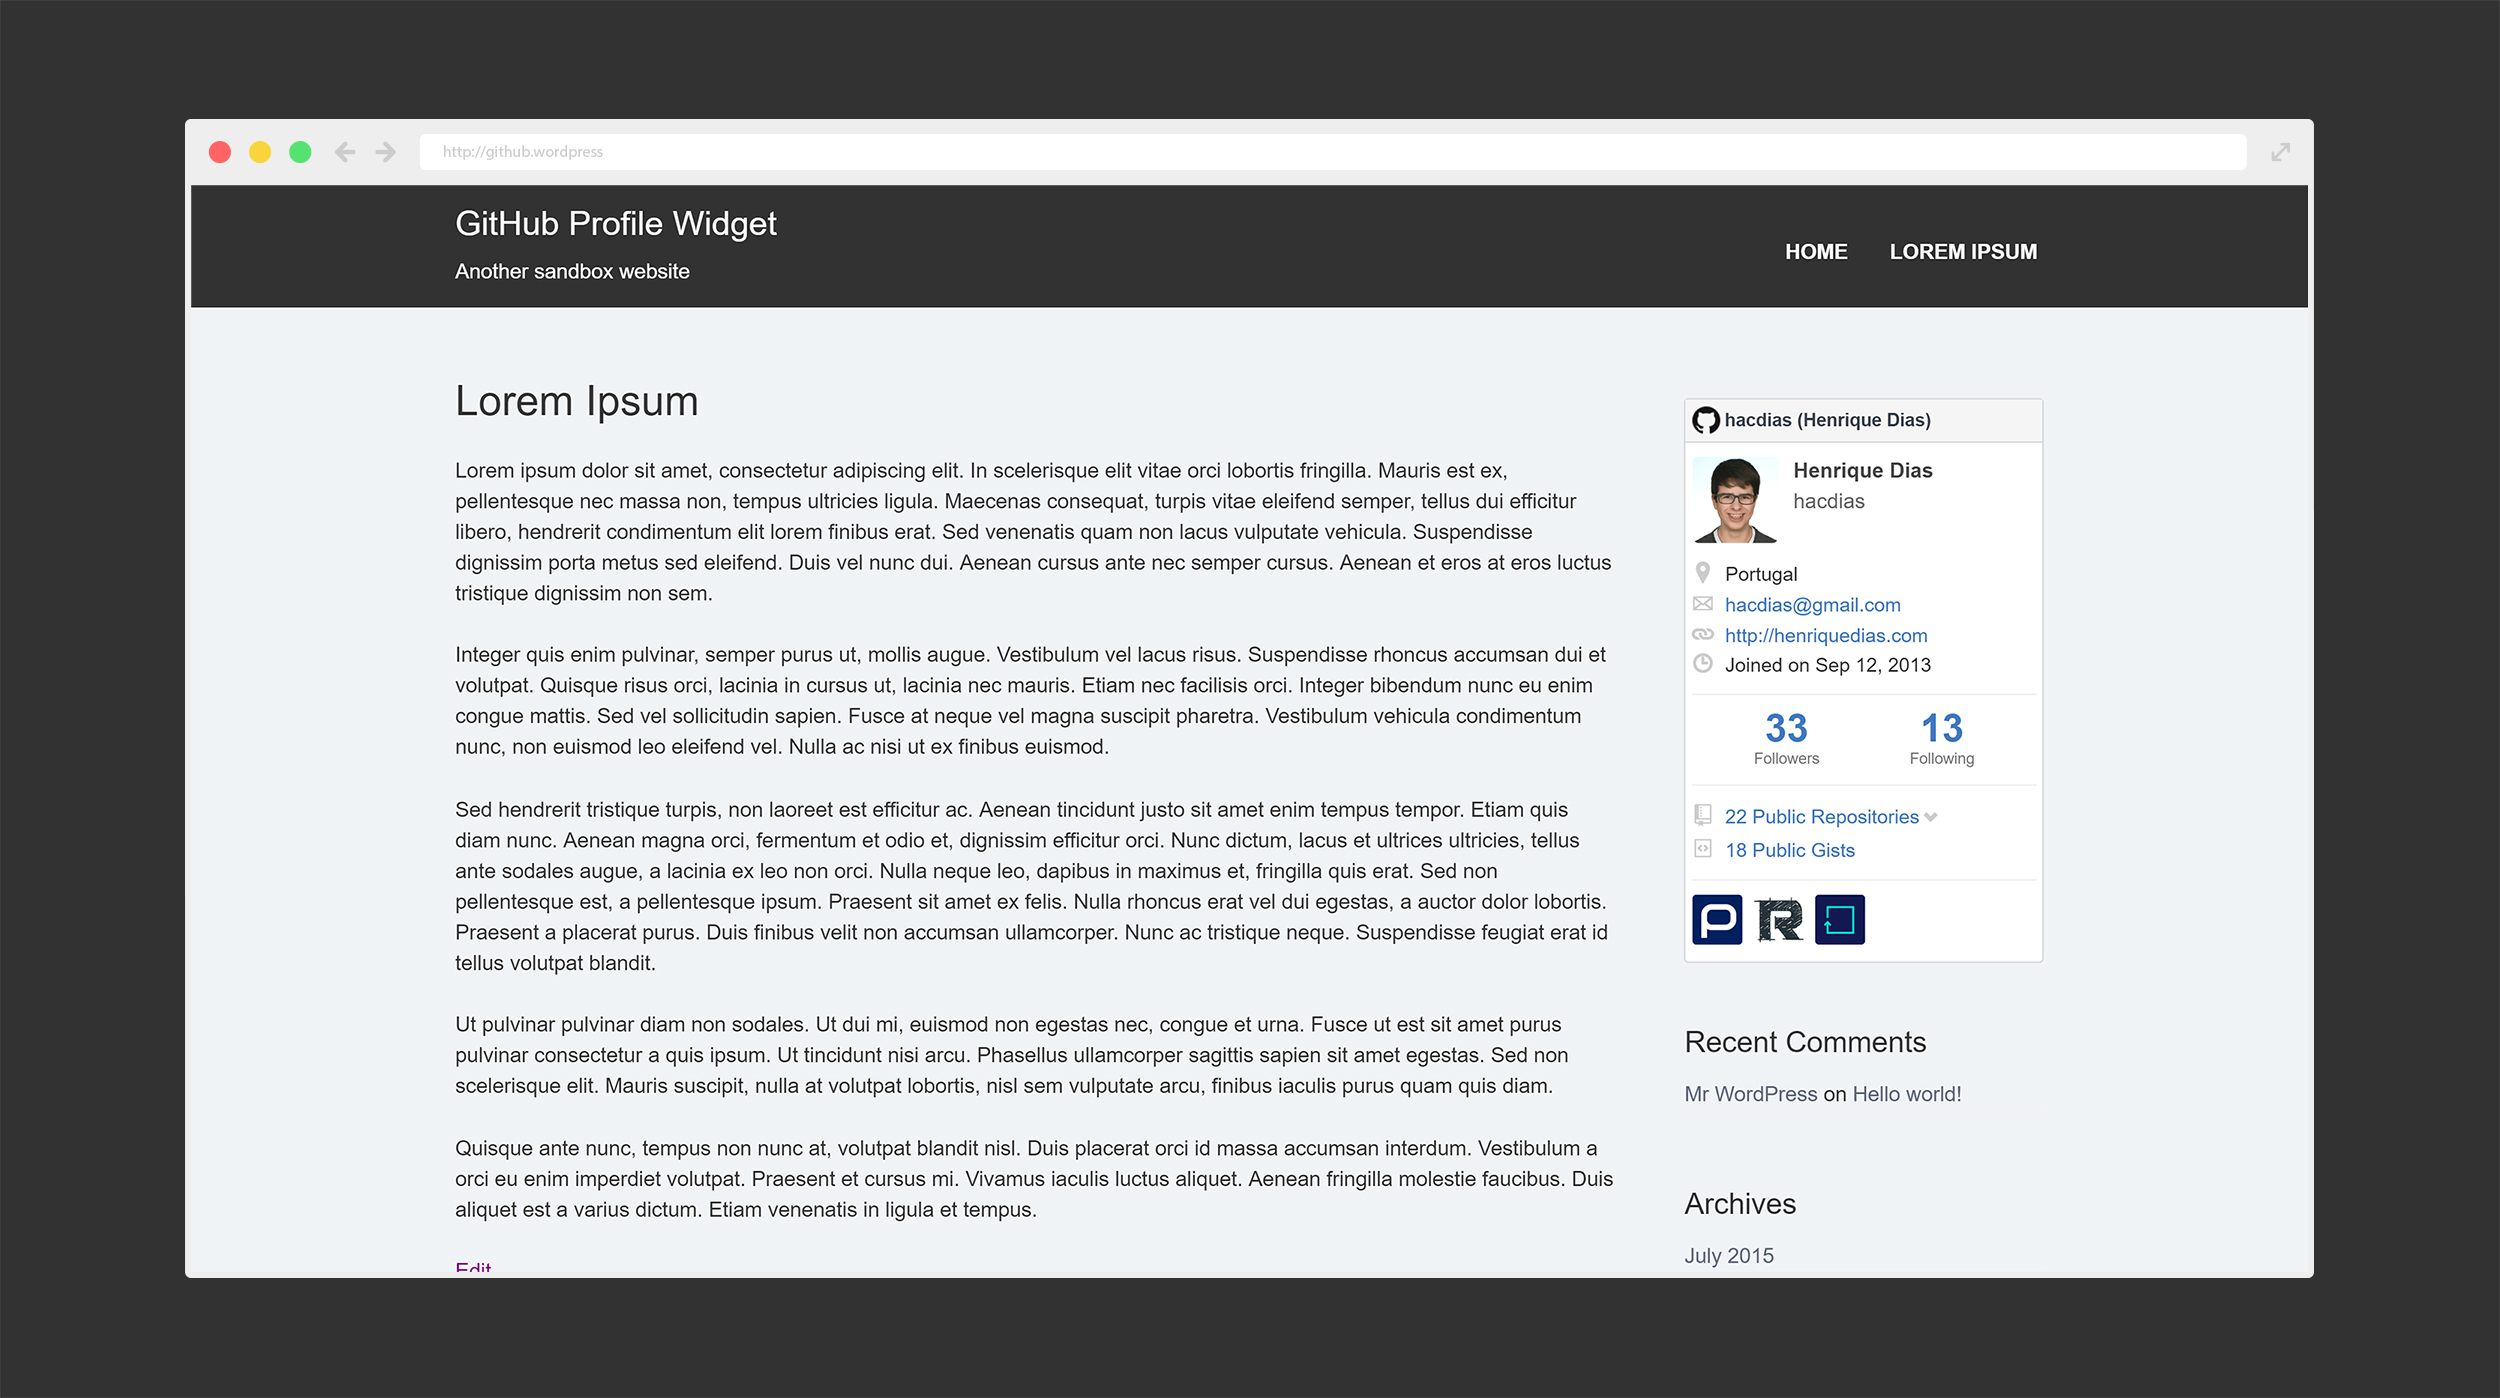 http://github.wordpress
GitHub Profile Widget
Another sandbox website
HOME LOREM IPSUM
Lorem Ipsum
Lorem ipsum dolor sit amet, consectetur adipiscing elit. In scelerisque elit vitae orci lobortis fringilla. Mauris est ex,
pellentesque nec massa non, tempus ultricies ligula. Maecenas consequat, turpis vitae eleifend semper, tellus dui efficitur
libero, hendrerit condimentum elit lorem finibus erat. Sed venenatis quam non lacus vulputate vehicula. Suspendisse
dignissim porta metus sed eleifend. Duis vel nunc dui. Aenean cursus ante nec semper cursus. Aenean et eros at eros luctus
tristique dignissim non sem.
Integer quis enim pulvinar, semper purus ut, mollis augue. Vestibulum vel lacus risus. Suspendisse rhoncus accumsan dui et
volutpat. Quisque risus orci, lacinia in cursus ut, lacinia nec mauris. Etiam nec facilisis orci. Integer bibendum nunc eu enim
congue mattis. Sed vel sollicitudin sapien. Fusce at neque vel magna suscipit pharetra. Vestibulum vehicula condimentum
nunc, non euismod leo eleifend vel. Nulla ac nisi ut ex finibus euismod.
Sed hendrerit tristique turpis, non laoreet est efficitur ac. Aenean tincidunt justo sit amet enim tempus tempor. Etiam quis
diam nunc. Aenean magna orci, fermentum et odio et, dignissim efficitur orci. Nunc dictum, lacus et ultrices ultricies, tellus
ante sodales augue, a lacinia ex leo non orci. Nulla neque leo, dapibus in maximus et, fringilla quis erat. Sed non
pellentesque est, a pellentesque ipsum. Praesent sit amet ex felis. Nulla rhoncus erat vel dui egestas, a auctor dolor lobortis.
Praesent a placerat purus. Duis finibus velit non accumsan ullamcorper. Nunc ac tristique neque. Suspendisse feugiat erat id
tellus volutpat blandit.
Ut pulvinar pulvinar diam non sodales. Ut dui mi, euismod non egestas nec, congue et urna. Fusce ut est sit amet purus
pulvinar consectetur a quis ipsum. Ut tincidunt nisi arcu. Phasellus ullamcorper sagittis sapien sit amet egestas. Sed non
scelerisque elit. Mauris suscipit, nulla at volutpat lobortis, nisl sem vulputate arcu, finibus iaculis purus quam quis diam.
Quisque ante nunc, tempus non nunc at, volutpat blandit nisl. Duis placerat orci id massa accumsan interdum. Vestibulum a
orci eu enim imperdiet volutpat. Praesent et cursus mi. Vivamus iaculis luctus aliquet. Aenean fringilla molestie faucibus. Duis
aliquet est a varius dictum. Etiam venenatis in ligula et tempus.
Edit
hacdias (Henrique Dias)
Henrique Dias
hacdias
Portugal
hacdias@gmail.com
http://henriquedias.com
Joined on Sep 12, 2013
33 13
Followers Following
22 Public Repositories
18 Public Gists
P R
Recent Comments
Mr WordPress on Hello world!
Archives
July 2015